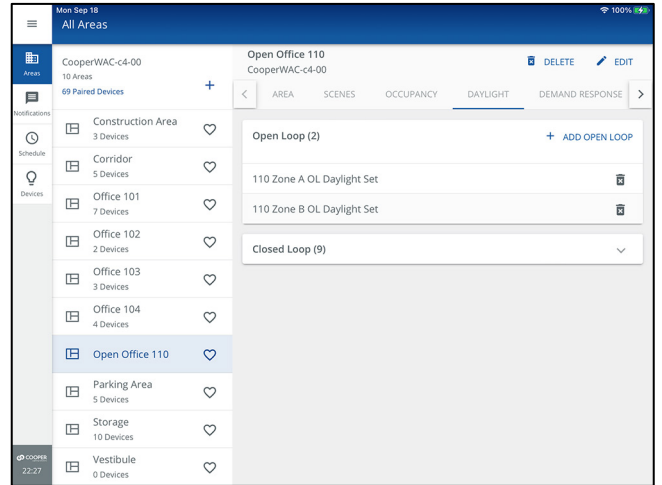 Mon Sep 18
100%
All Areas
Areas
Notifications
Schedule
Devices
COOPER
22:27
CooperWAC-c4-00
10 Areas
69 Paired Devices
+
Construction Area
3 Devices
Corridor
5 Devices
Office 101
7 Devices
Office 102
2 Devices
Office 103
3 Devices
Office 104
4 Devices
Open Office 110
Parking Area
5 Devices
Storage
10 Devices
Vestibule
0 Devices
Open Office 110
CooperWAC-c4-00
DELETE
EDIT
AREA SCENES OCCUPANCY DAYLIGHT DEMAND RESPONSE
Open Loop (2)
+ ADD OPEN LOOP
110 Zone A OL Daylight Set
110 Zone B OL Daylight Set
Closed Loop (9)